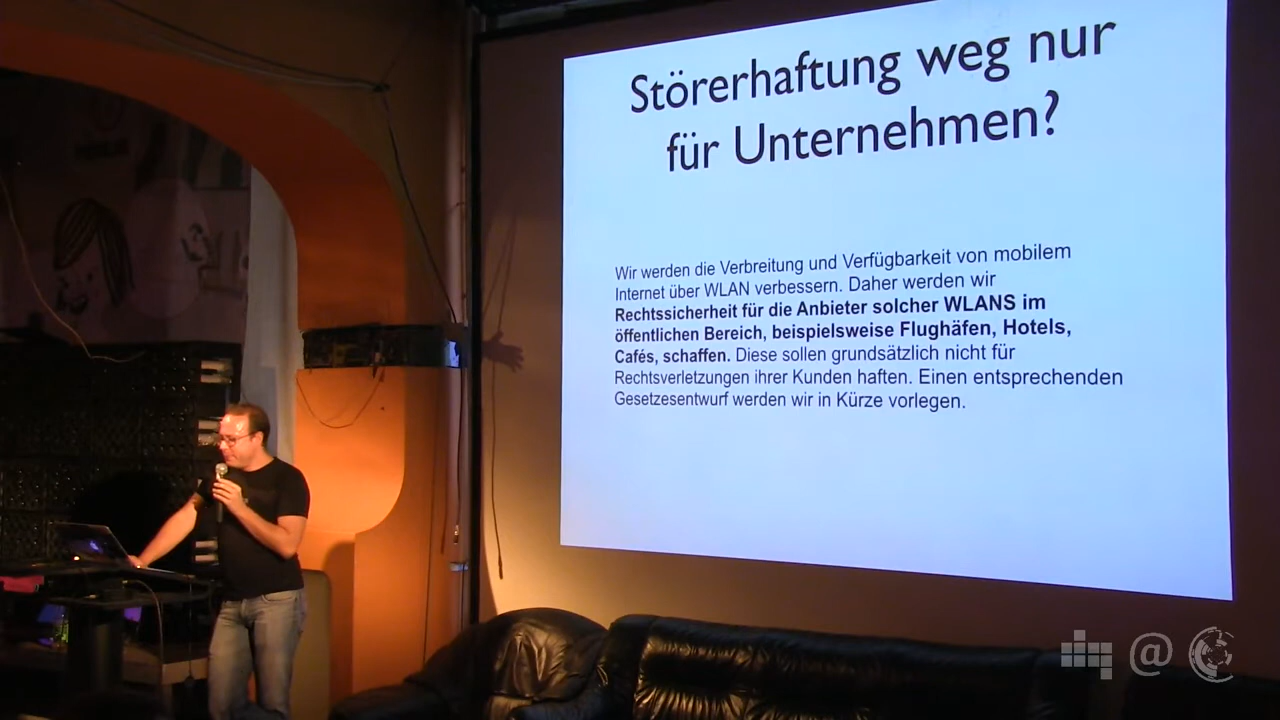 Störerhaftung weg nur
für Unternehmen?
Wir werden die Verbreitung und Verfügbarkeit von mobilem
Internet über WLAN verbessern. Daher werden wir
Rechtssicherheit für die Anbieter solcher WLANS im
öffentlichen Bereich, beispielsweise Flughäfen, Hotels,
Cafés, schaffen. Diese sollen grundsätzlich nicht für
Rechtsverletzungen ihrer Kunden haften. Einen entsprechenden
Gesetzesentwurf werden wir in Kürze vorlegen.
@